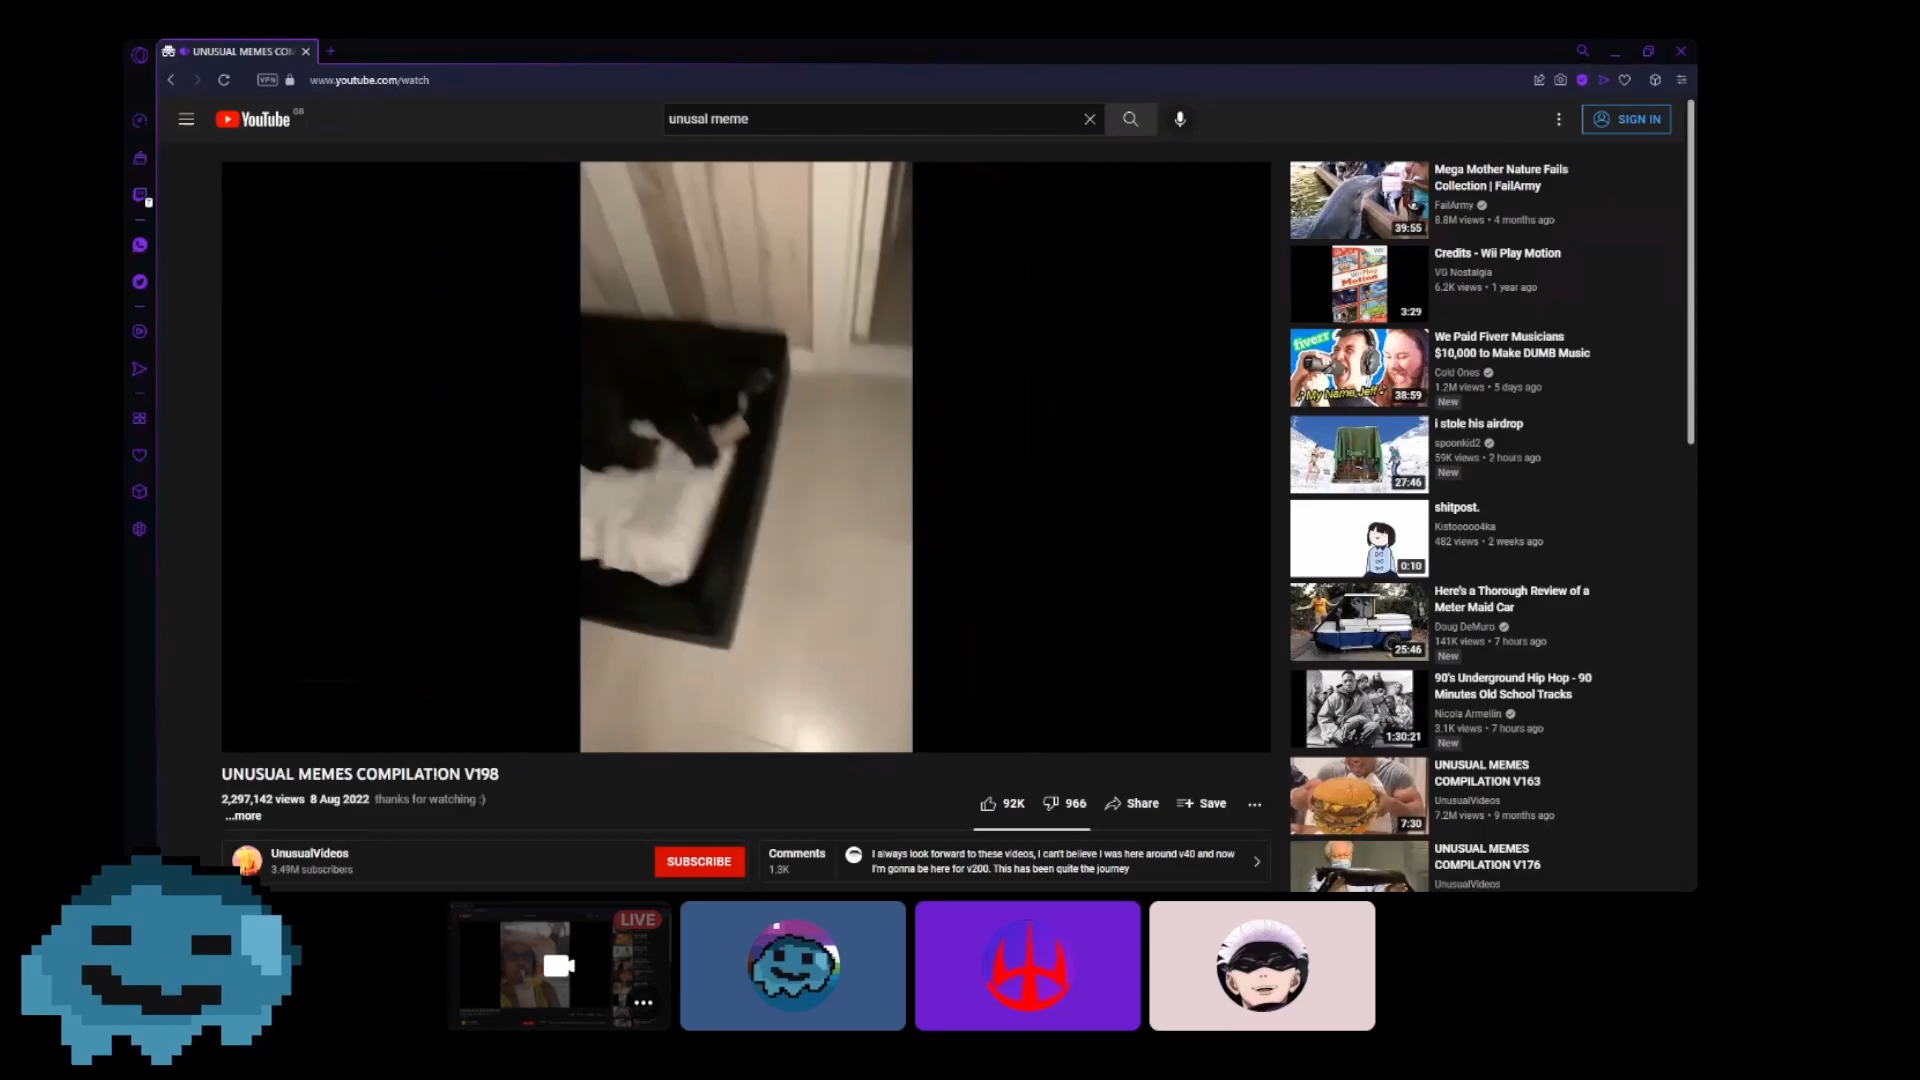 UNUSUAL MEMES CO
VPN
www.youtube.com/watch
YouTube GB
unusal meme
SIGN IN
Mega Mother Nature Fails
Collection | FailArmy
FailArmy
8.8M views • 4 months ago
39:55
Credits - Wii Play Motion
VG Nostalgia
6.2K views • 1 year ago
Wii Play
Motion
3:29
We Paid Fiverr Musicians
$10,000 to Make DUMB Music
Cold Ones
1.2M views • 5 days ago
New
fiverr
My Name Jeff
38:59
i stole his airdrop
spoonkid2
59K views • 2 hours ago
New
27:46
shitpost.
Kistooooo4ka
482 views • 2 weeks ago
0:10
Here's a Thorough Review of a
Meter Maid Car
Doug DeMuro
141K views • 7 hours ago
New
25:46
90's Underground Hip Hop - 90
Minutes Old School Tracks
Nicola Armellin
3.1K views • 7 hours ago
New
1:30:21
UNUSUAL MEMES
COMPILATION V163
UnusualVideos
7.2M views • 9 months ago
7:30
UNUSUAL MEMES
COMPILATION V176
UnusualVideos
UNUSUAL MEMES COMPILATION V198
2,297,142 views 8 Aug 2022 thanks for watching :)
...more
92K 966 Share Save
UnusualVideos
3.49M subscribers
SUBSCRIBE
Comments
1.3K
I always look forward to these videos, I can't believe I was here around v40 and now
I'm gonna be here for v200. This has been quite the journey
LIVE